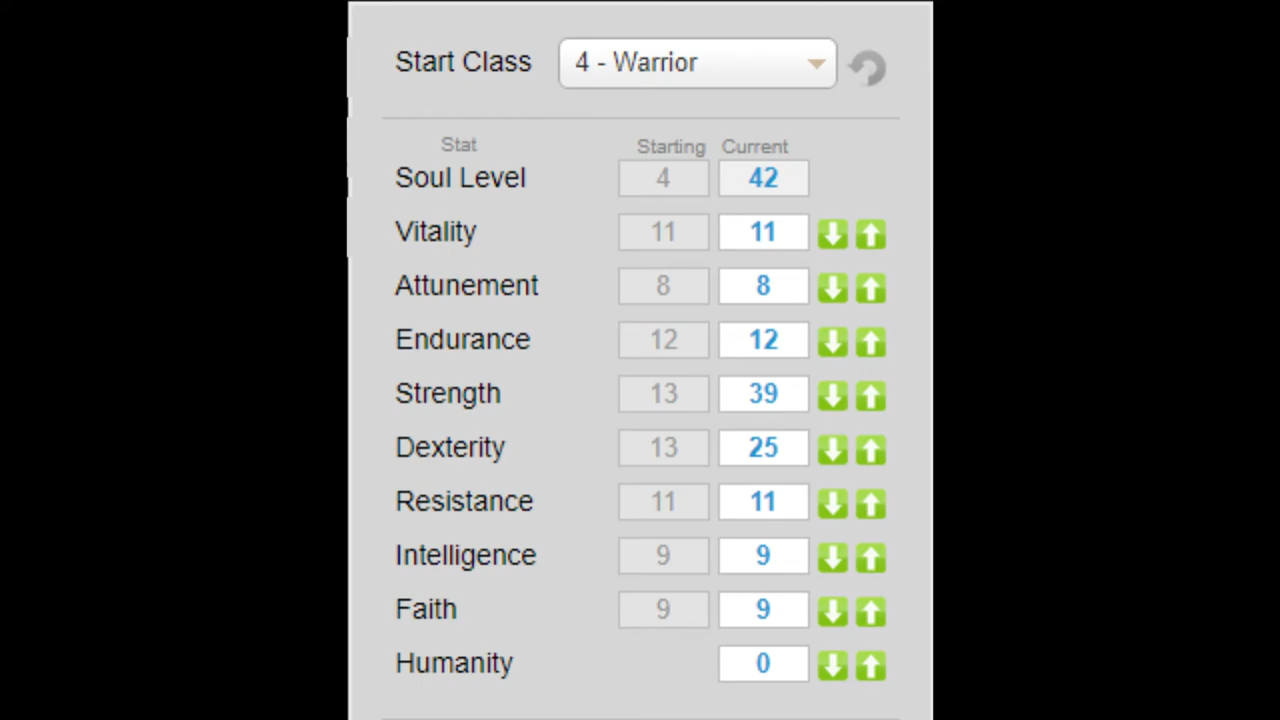 Start Class 4 - Warrior
Stat Starting Current
Soul Level 4 42
Vitality 11 11
Attunement 8 8
Endurance 12 12
Strength 13 39
Dexterity 13 25
Resistance 11 11
Intelligence 9 9
Faith 9 9
Humanity 0